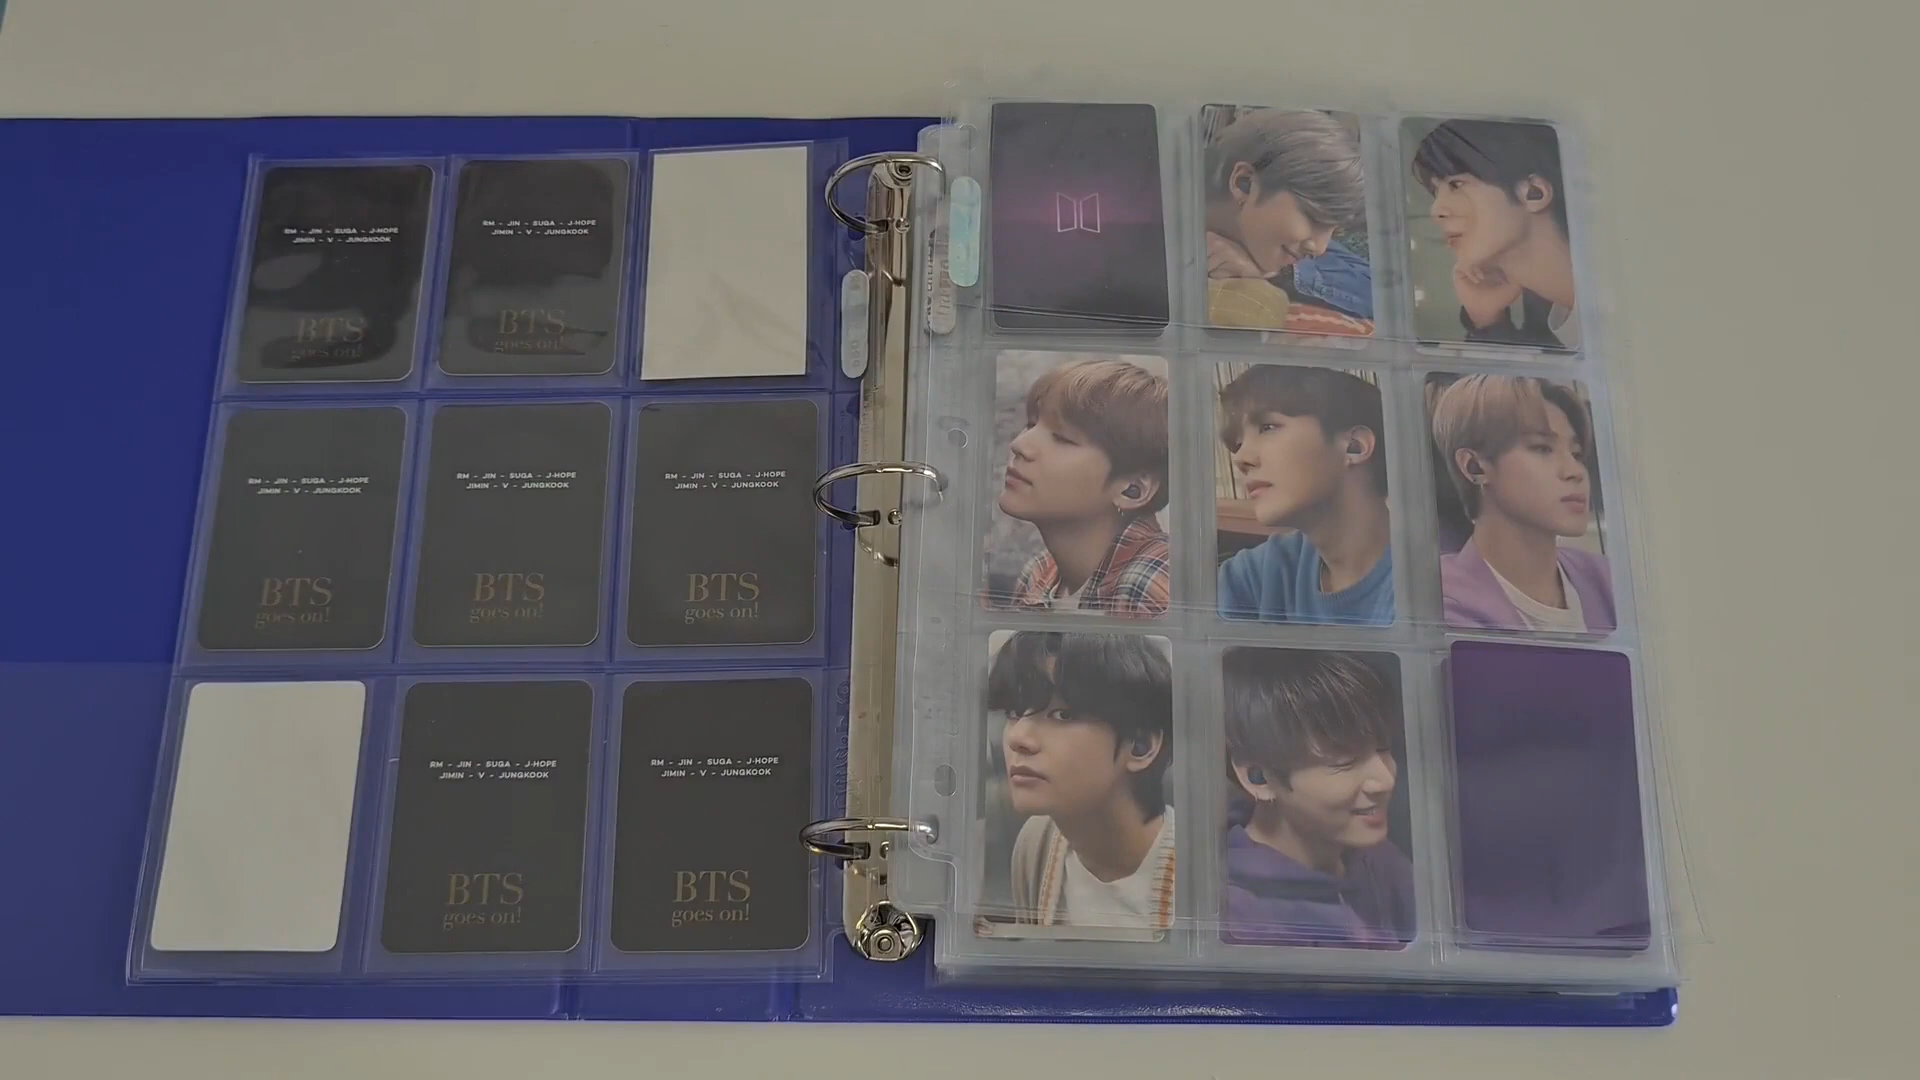 RM - JIN - SUGA - J-HOPE
JIMIN - V - JUNGKOOK
BTS
goes on!
RM - JIN - SUGA - J-HOPE
JIMIN - V - JUNGKOOK
BTS
goes on!
RM - JIN - SUGA - J-HOPE
JIMIN - V - JUNGKOOK
BTS
goes on!
RM - JIN - SUGA - J-HOPE
JIMIN - V - JUNGKOOK
BTS
goes on!
RM - JIN - SUGA - J-HOPE
JIMIN - V - JUNGKOOK
BTS
goes on!
RM - JIN - SUGA - J-HOPE
JIMIN - V - JUNGKOOK
BTS
goes on!
RM - JIN - SUGA - J-HOPE
JIMIN - V - JUNGKOOK
BTS
goes on!